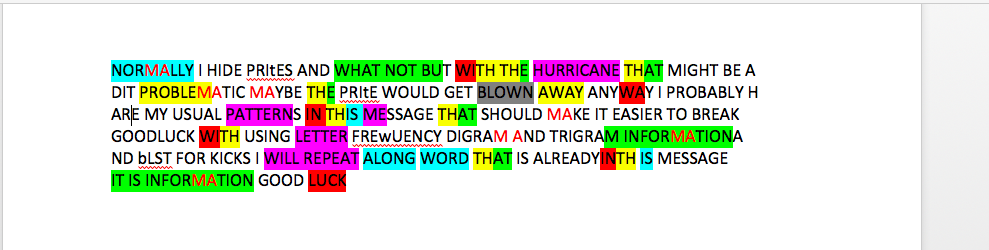 NORMALLY I HIDE PRItES AND WHAT NOT BUT WITH THE HURRICANE THAT MIGHT BE A
DIT PROBLEMATIC MAYBE THE PRItE WOULD GET BLOWN AWAY ANYWAY I PROBABLY H
ARE MY USUAL PATTERNS IN THIS MESSAGE THAT SHOULD MAKE IT EASIER TO BREAK
GOODLUCK WITH USING LETTER FREwUENCY DIGRAM AND TRIGRAM INFORMATIONA
ND bLST FOR KICKS I WILL REPEAT ALONG WORD THAT IS ALREADYINTH IS MESSAGE
IT IS INFORMATION GOOD LUCK